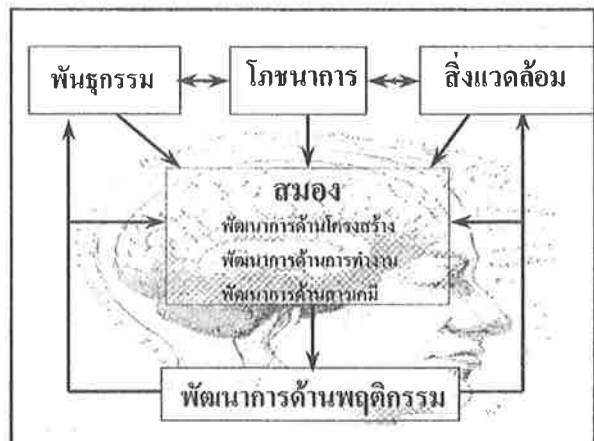 พันธุกรรม
โภชนาการ
สิ่งแวดล้อม
สมอง
พัฒนาการด้านโครงสร้าง
พัฒนาการด้านการทำงาน
พัฒนาการด้านสารเคมี
พัฒนาการด้านพฤติกรรม